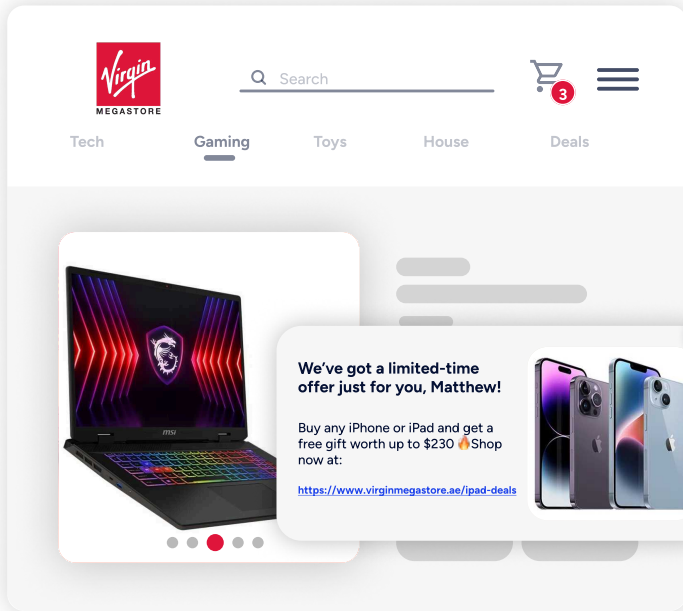 Virgin
MEGASTORE
Search
3
Tech
Gaming
Toys
House
Deals
msi
We’ve got a limited-time
offer just for you, Matthew!
Buy any iPhone or iPad and get a
free gift worth up to $230 🔥Shop
now at:
https://www.virginmegastore.ae/ipad-deals